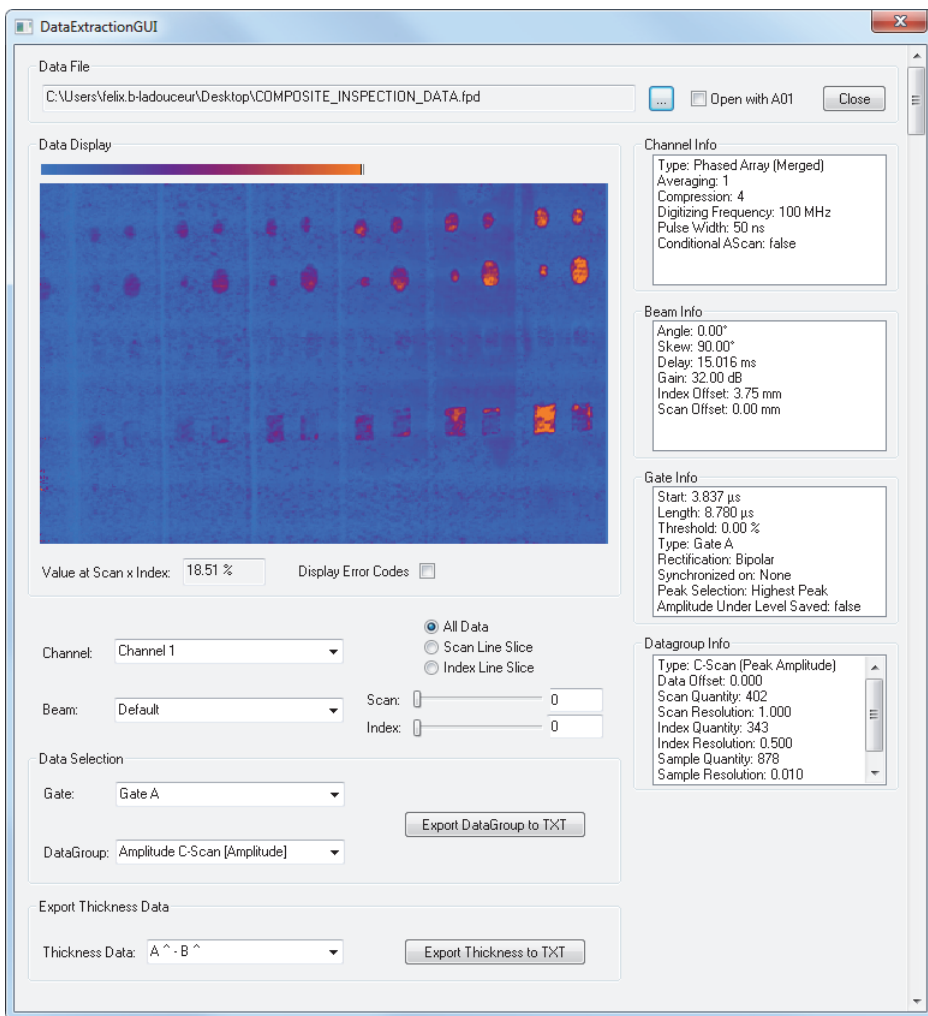 DataExtractionGUI
Data File
C:\Users\felix.b-ladouceur\Desktop\COMPOSITE_INSPECTION_DATA.fpd
...
Open with A01
Close
Data Display
Value at Scan x Index: 18.51 %
Display Error Codes
Channel: Channel 1
Beam: Default
All Data
Scan Line Slice
Index Line Slice
Scan: 0
Index: 0
Data Selection
Gate: Gate A
DataGroup: Amplitude C-Scan [Amplitude]
Export DataGroup to TXT
Export Thickness Data
Thickness Data: A ^ - B ^
Export Thickness to TXT
Channel Info
Type: Phased Array (Merged)
Averaging: 1
Compression: 4
Digitizing Frequency: 100 MHz
Pulse Width: 50 ns
Conditional AScan: false
Beam Info
Angle: 0.00°
Skew: 90.00°
Delay: 15.016 ms
Gain: 32.00 dB
Index Offset: 3.75 mm
Scan Offset: 0.00 mm
Gate Info
Start: 3.837 µs
Length: 8.780 µs
Threshold: 0.00 %
Type: Gate A
Rectification: Bipolar
Synchronized on: None
Peak Selection: Highest Peak
Amplitude Under Level Saved: false
Datagroup Info
Type: C-Scan (Peak Amplitude)
Data Offset: 0.000
Scan Quantity: 402
Scan Resolution: 1.000
Index Quantity: 343
Index Resolution: 0.500
Sample Quantity: 878
Sample Resolution: 0.010